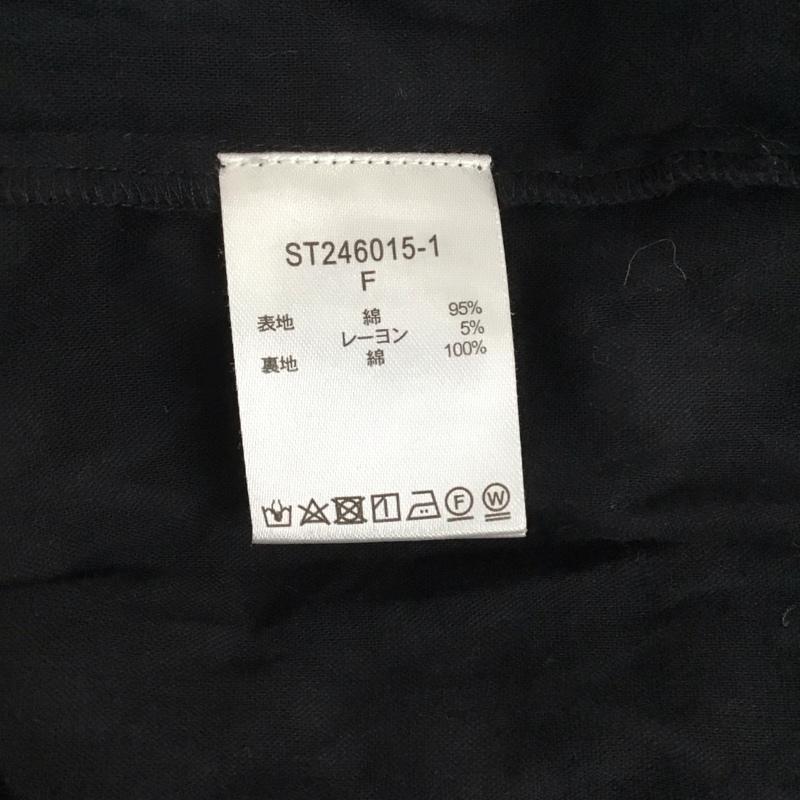 ST246015-1
F
表地 綿 95%
レーヨン 5%
裏地 綿 100%
F W